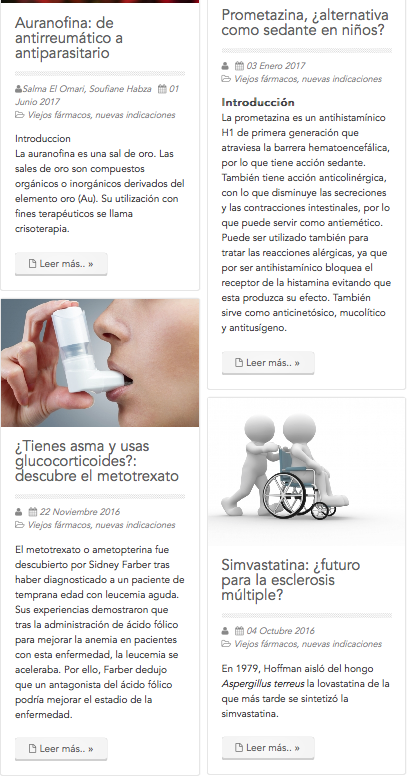 Auranofina: de
antirreumático a
antiparasitario
Salma El Omari, Soufiane Habza 01
Junio 2017
Viejos fármacos, nuevas indicaciones
Introduccion
La auranofina es una sal de oro. Las
sales de oro son compuestos
orgánicos o inorgánicos derivados del
elemento oro (Au). Su utilización con
fines terapéuticos se llama
crisoterapia.
Leer más.. »
¿Tienes asma y usas
glucocorticoides?:
descubre el metotrexato
22 Noviembre 2016
Viejos fármacos, nuevas indicaciones
El metotrexato o ametopterina fue
descubierto por Sidney Farber tras
haber diagnosticado a un paciente de
temprana edad con leucemia aguda.
Sus experiencias demostraron que
tras la administración de ácido fólico
para mejorar la anemia en pacientes
con esta enfermedad, la leucemia se
aceleraba. Por ello, Farber dedujo
que un antagonista del ácido fólico
podría mejorar el estadio de la
enfermedad.
Leer más.. »
Prometazina, ¿alternativa
como sedante en niños?
03 Enero 2017
Viejos fármacos, nuevas indicaciones
Introducción
La prometazina es un antihistamínico
H1 de primera generación que
atraviesa la barrera hematoencefálica,
por lo que tiene acción sedante.
También tiene acción anticolinérgica,
con lo que disminuye las secreciones
y las contracciones intestinales, por lo
que puede servir como antiemético.
Puede ser utilizado también para
tratar las reacciones alérgicas, ya que
por ser antihistamínico bloquea el
receptor de la histamina evitando que
esta produzca su efecto. También
sirve como anticinetósico, mucolítico
y antitusígeno.
Leer más.. »
Simvastatina: ¿futuro
para la esclerosis
múltiple?
04 Octubre 2016
Viejos fármacos, nuevas indicaciones
En 1979, Hoffman aisló del hongo
Aspergillus terreus la lovastatina de la
que más tarde se sintetizó la
simvastatina.
Leer más.. »